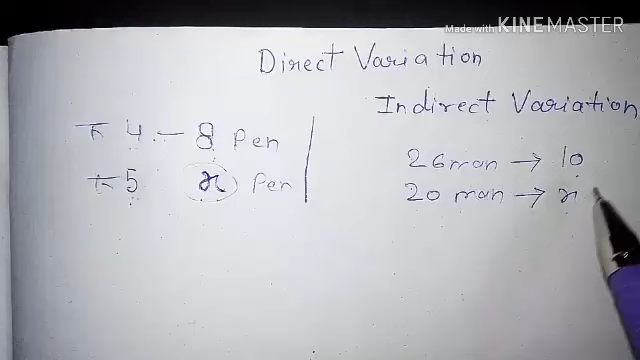 Made with KINEMASTER
Direct Variation
Indirect Variation
₹ 4 — 8 Pen
₹ 5 x Pen
26 man → 10
20 man → x